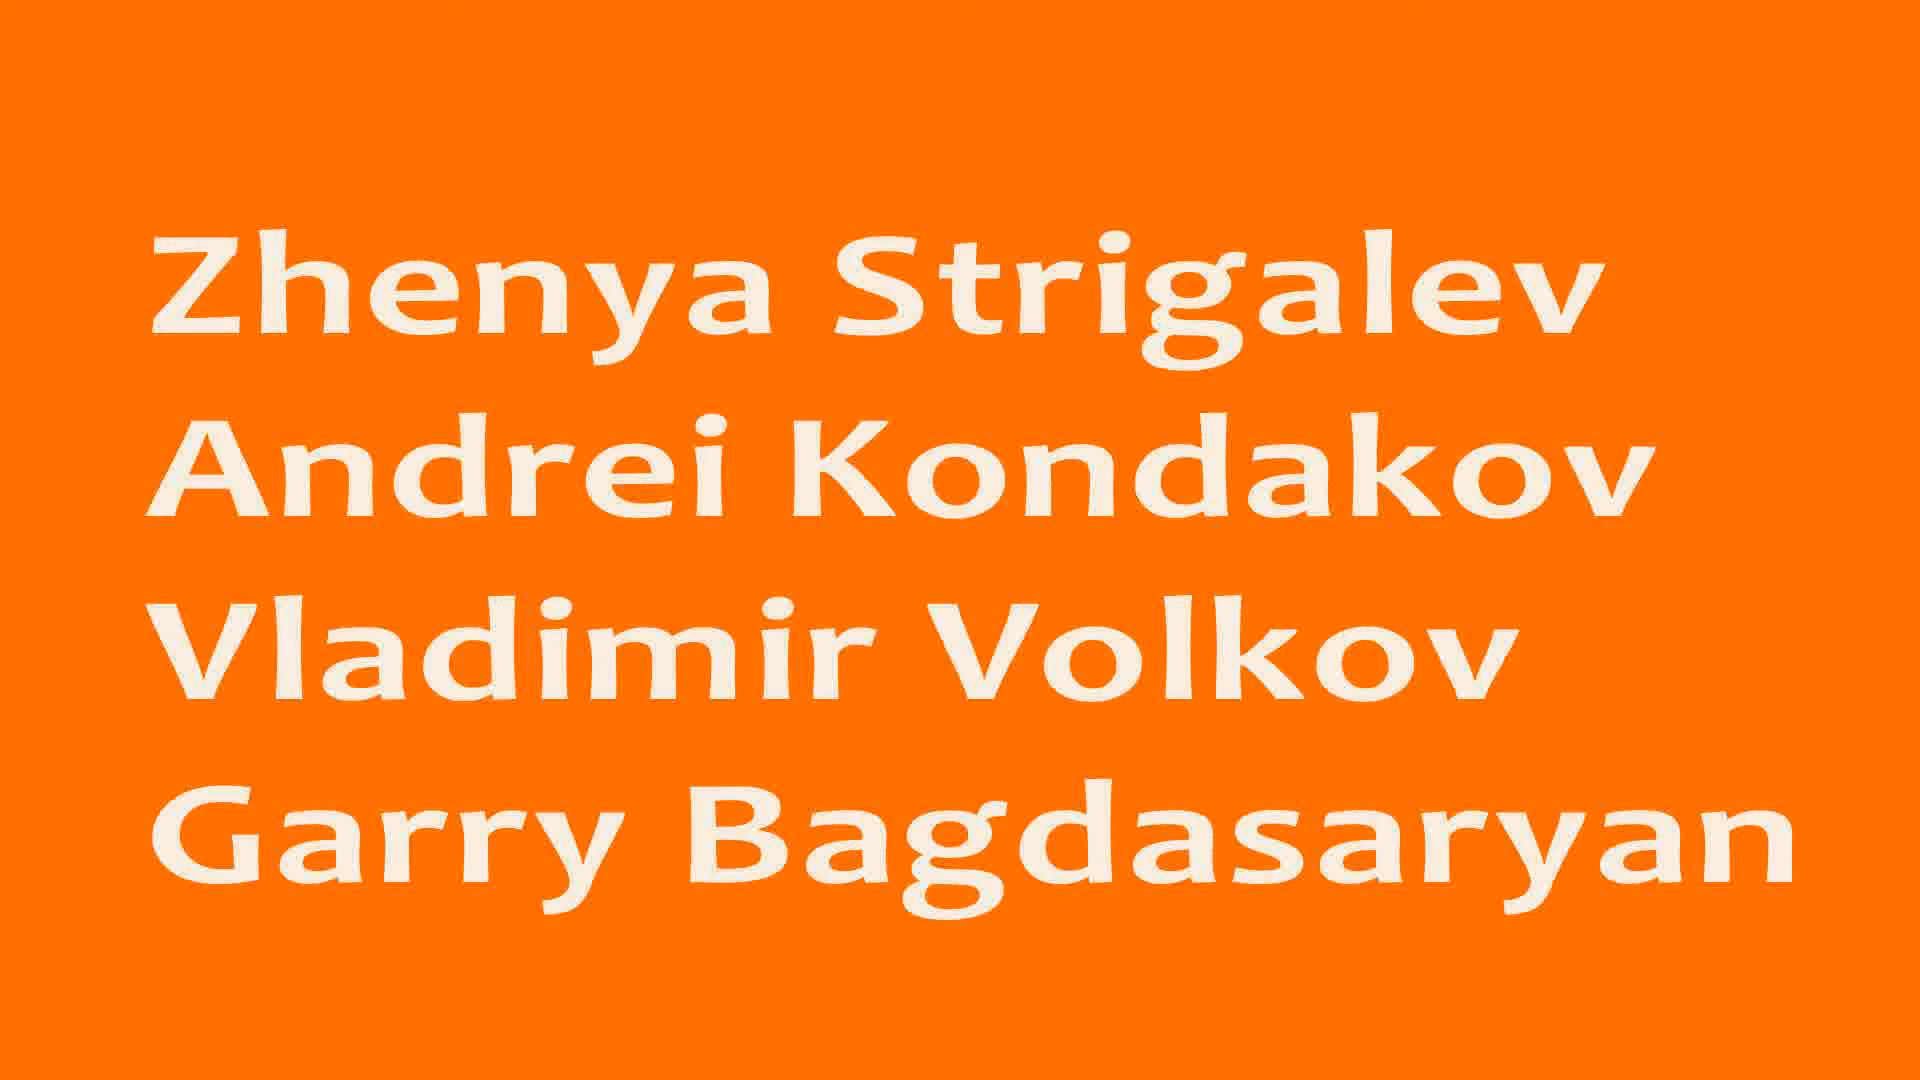 Zhenya Strigalev
Andrei Kondakov
Vladimir Volkov
Garry Bagdasaryan